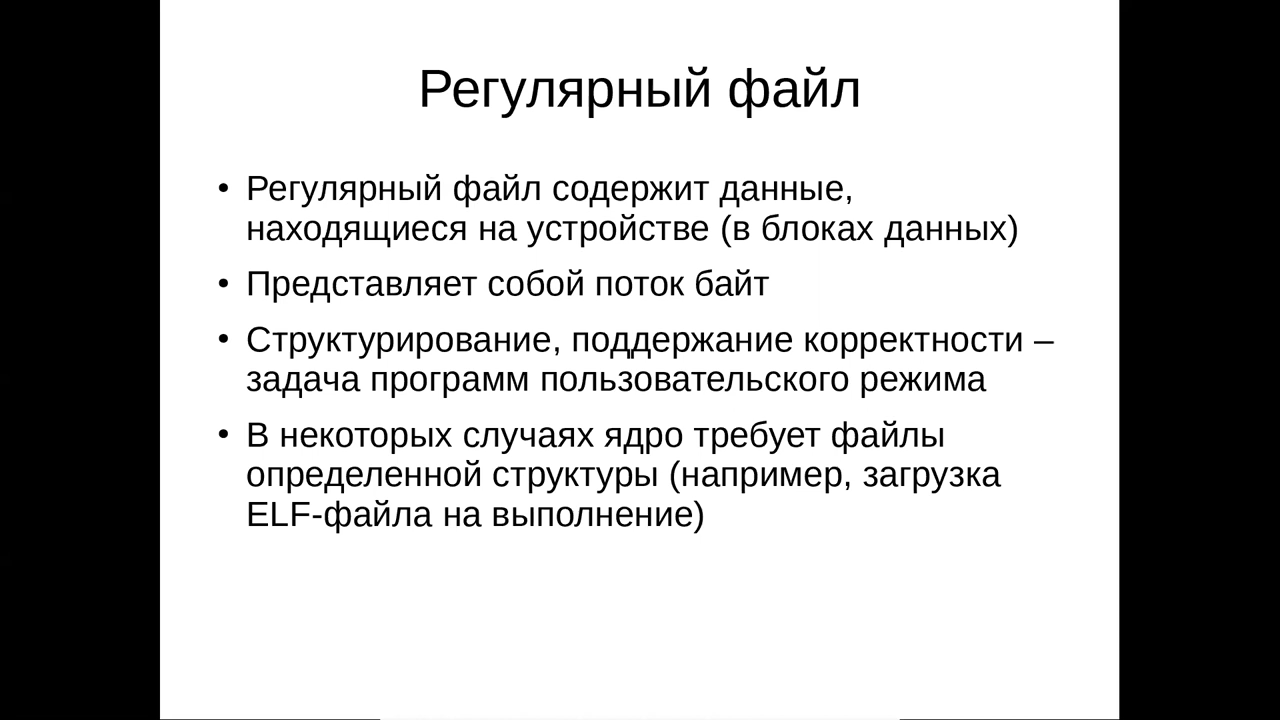 Регулярный файл
• Регулярный файл содержит данные,
находящиеся на устройстве (в блоках данных)
• Представляет собой поток байт
• Структурирование, поддержание корректности –
задача программ пользовательского режима
• В некоторых случаях ядро требует файлы
определенной структуры (например, загрузка
ELF-файла на выполнение)